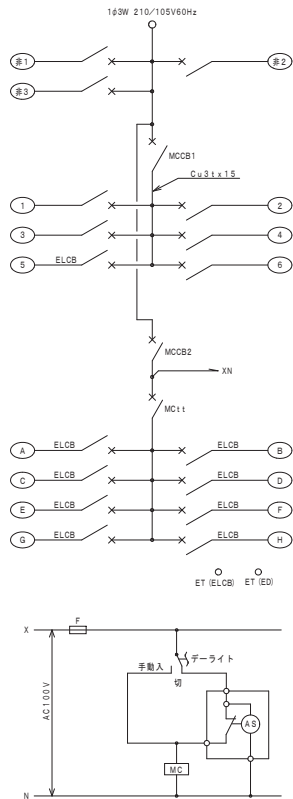 1φ3W 210/105V60Hz
非1
非2
非3
MCCB1
Cu3t×15
1
2
3
4
5
ELCB
6
MCCB2
XN
MCtt
A
ELCB
ELCB
B
C
ELCB
ELCB
D
E
ELCB
ELCB
F
G
ELCB
ELCB
H
ET(ELCB)
ET(ED)
X
F
デーライト
手動入
切
AC100V
AS
MC
N